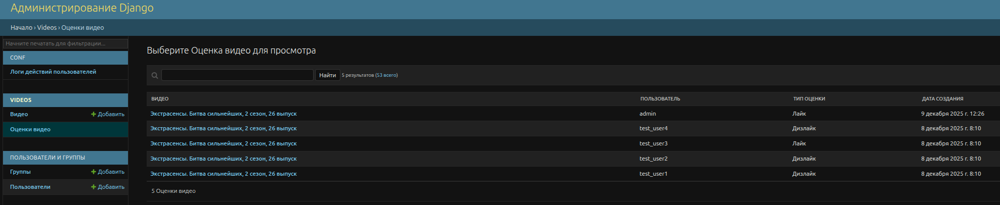 Администрирование Django
Начало › Videos › Оценки видео
Начните печатать для фильтрации...
CONF
Логи действий пользователей
VIDEOS
Видео Добавить
Оценки видео
ПОЛЬЗОВАТЕЛИ И ГРУППЫ
Группы Добавить
Пользователи Добавить
Выберите Оценка видео для просмотра
Найти 5 результатов (53 всего)
ВИДЕО ПОЛЬЗОВАТЕЛЬ ТИП ОЦЕНКИ ДАТА СОЗДАНИЯ
Экстрасенсы. Битва сильнейших, 2 сезон, 26 выпуск admin Лайк 9 декабря 2025 г. 12:26
Экстрасенсы. Битва сильнейших, 2 сезон, 26 выпуск test_user4 Дизлайк 8 декабря 2025 г. 8:10
Экстрасенсы. Битва сильнейших, 2 сезон, 26 выпуск test_user3 Лайк 8 декабря 2025 г. 8:10
Экстрасенсы. Битва сильнейших, 2 сезон, 26 выпуск test_user2 Дизлайк 8 декабря 2025 г. 8:10
Экстрасенсы. Битва сильнейших, 2 сезон, 26 выпуск test_user1 Дизлайк 8 декабря 2025 г. 8:10
5 Оценки видео